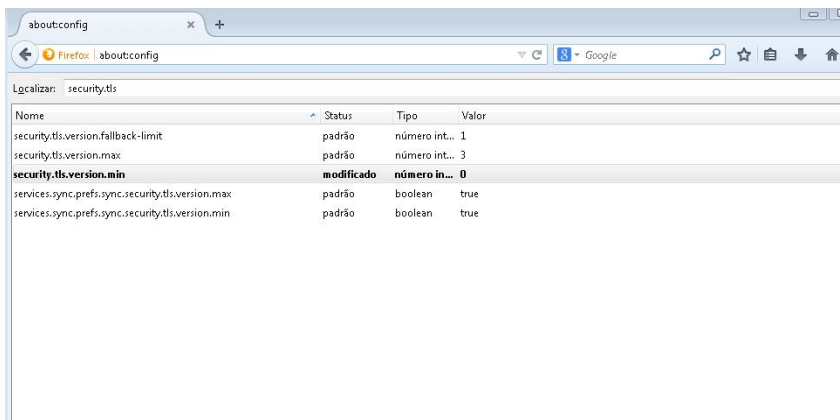 about:config
Firefox about:config Google
Localizar: security.tls
Nome Status Tipo Valor
security.tls.version.fallback-limit padrão número int... 1
security.tls.version.max padrão número int... 3
security.tls.version.min modificado número in... 0
services.sync.prefs.sync.security.tls.version.max padrão boolean true
services.sync.prefs.sync.security.tls.version.min padrão boolean true